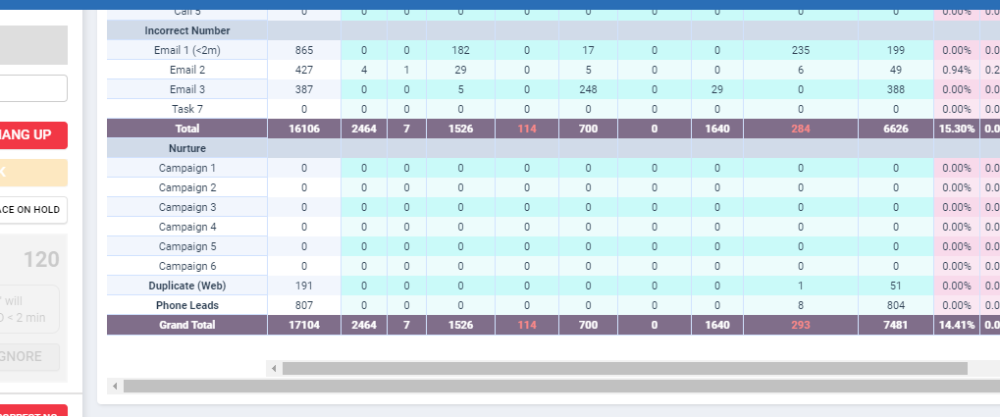 Call 5 0 0 0 0 0 0 0 0 0 0 0.00% 0.0
Incorrect Number
Email 1 (<2m) 865 0 0 182 0 17 0 0 235 199 0.00% 0.0
Email 2 427 4 1 29 0 5 0 0 6 49 0.94% 0.2
Email 3 387 0 0 5 0 248 0 29 0 388 0.00% 0.0
Task 7 0 0 0 0 0 0 0 0 0 0 0.00% 0.0
Total 16106 2464 7 1526 114 700 0 1640 284 6626 15.30% 0.0
Nurture
Campaign 1 0 0 0 0 0 0 0 0 0 0 0.00% 0.0
Campaign 2 0 0 0 0 0 0 0 0 0 0 0.00% 0.0
Campaign 3 0 0 0 0 0 0 0 0 0 0 0.00% 0.0
Campaign 4 0 0 0 0 0 0 0 0 0 0 0.00% 0.0
Campaign 5 0 0 0 0 0 0 0 0 0 0 0.00% 0.0
Campaign 6 0 0 0 0 0 0 0 0 0 0 0.00% 0.0
Duplicate (Web) 191 0 0 0 0 0 0 0 1 51 0.00% 0.0
Phone Leads 807 0 0 0 0 0 0 0 8 804 0.00% 0.0
Grand Total 17104 2464 7 1526 114 700 0 1640 293 7481 14.41% 0.0
HANG UP
K
ACE ON HOLD
120
' will
D < 2 min
GNORE